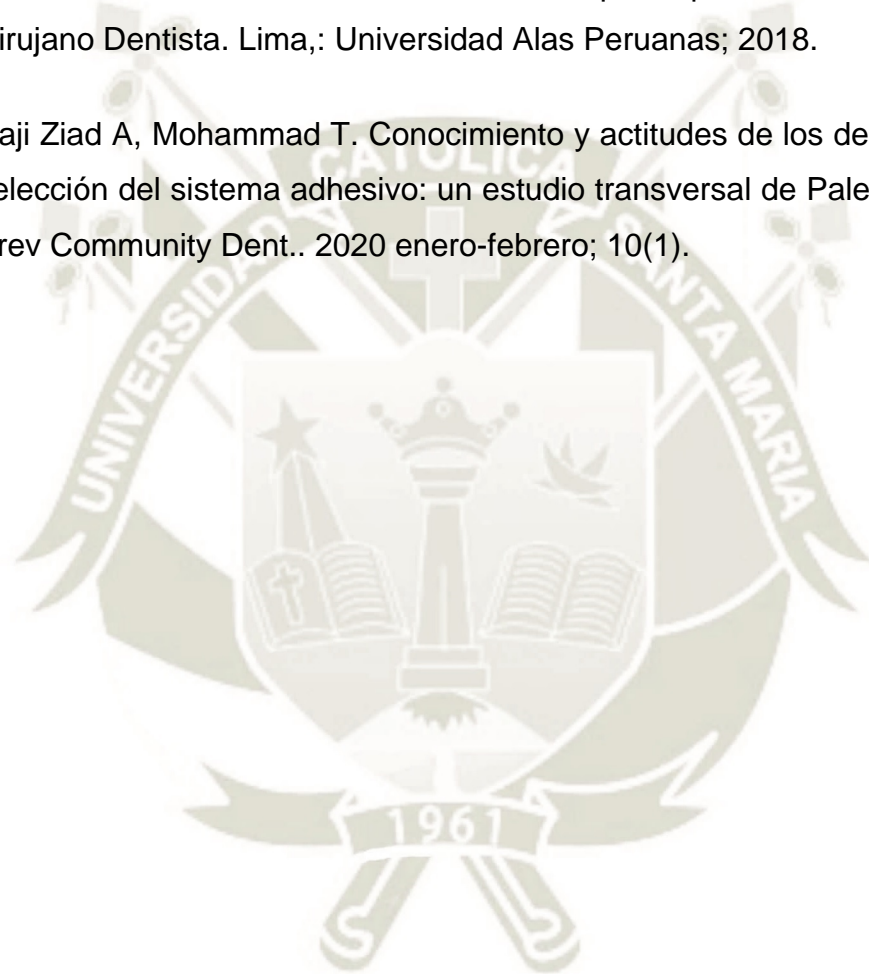 irujano Dentista. Lima,: Universidad Alas Peruanas; 2018.
aji Ziad A, Mohammad T. Conocimiento y actitudes de los de
elección del sistema adhesivo: un estudio transversal de Pale
rev Community Dent.. 2020 enero-febrero; 10(1).
UNIVERSIDAD CATOLICA SANTA MARIA
1961